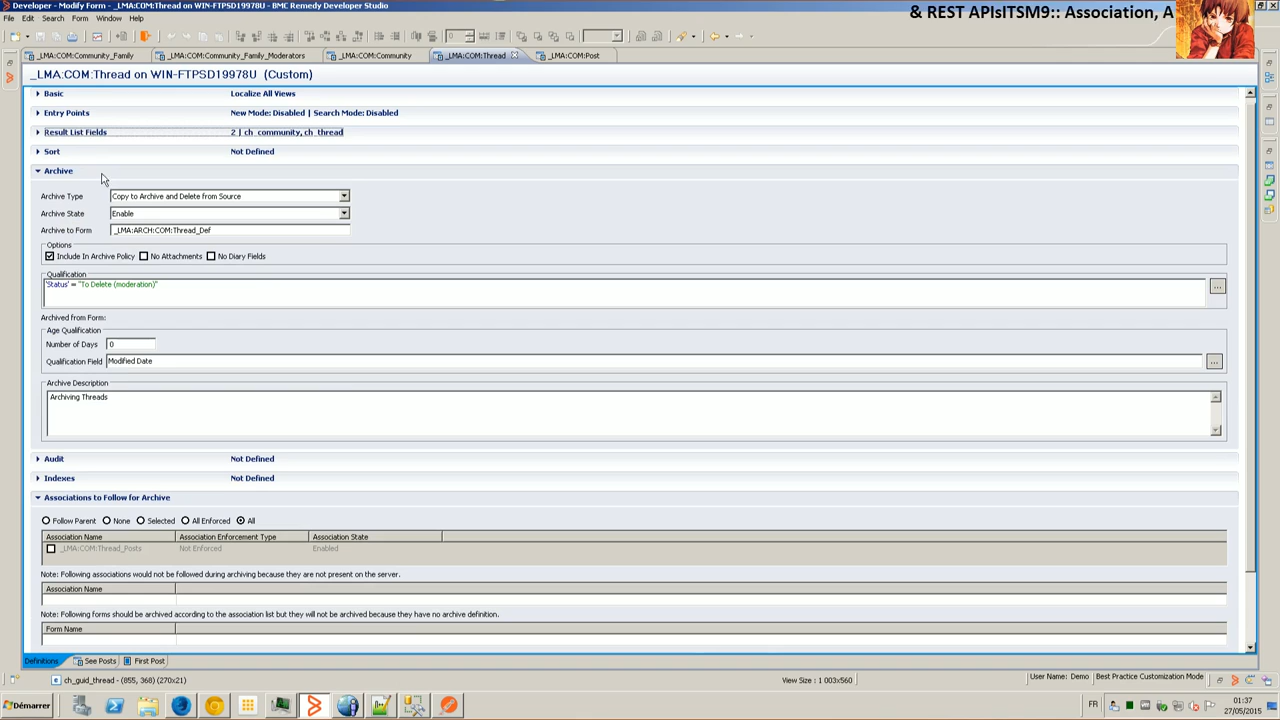 Developer - Modify Form - _LMA:COM:Thread on WIN-FTPSD19978U - BMC Remedy Developer Studio
& REST APIsITSM9:: Association, A
File Edit Search Form Window Help
_LMA:COM:Community_Family _LMA:COM:Community_Family_Moderators _LMA:COM:Community _LMA:COM:Thread _LMA:COM:Post
_LMA:COM:Thread on WIN-FTPSD19978U (Custom)
Basic Localize All Views
Entry Points New Mode: Disabled | Search Mode: Disabled
Result List Fields 2 | ch_community, ch_thread
Sort Not Defined
Archive
Archive Type Copy to Archive and Delete from Source
Archive State Enable
Archive to Form _LMA:ARCH:COM:Thread_Def
Options
Include In Archive Policy No Attachments No Diary Fields
Qualification
'Status' = "To Delete (moderation)"
...
Archived from Form:
Age Qualification
Number of Days 0
Qualification Field Modified Date ...
Archive Description
Archiving Threads
Audit Not Defined
Indexes Not Defined
Associations to Follow for Archive
Follow Parent None Selected All Enforced All
Association Name Association Enforcement Type Association State
_LMA:COM:Thread_Posts Not Enforced Enabled
Note: Following associations would not be followed during archiving because they are not present on the server.
Association Name
Note: Following forms should be archived according to the association list but they will not be archived because they have no archive definition.
Form Name
Definitions See Posts First Post
ch_guid_thread - (855, 368) (270x21) View Size : 1 003x560 User Name: Demo Best Practice Customization Mode
Démarrer FR 01:37
27/05/2015